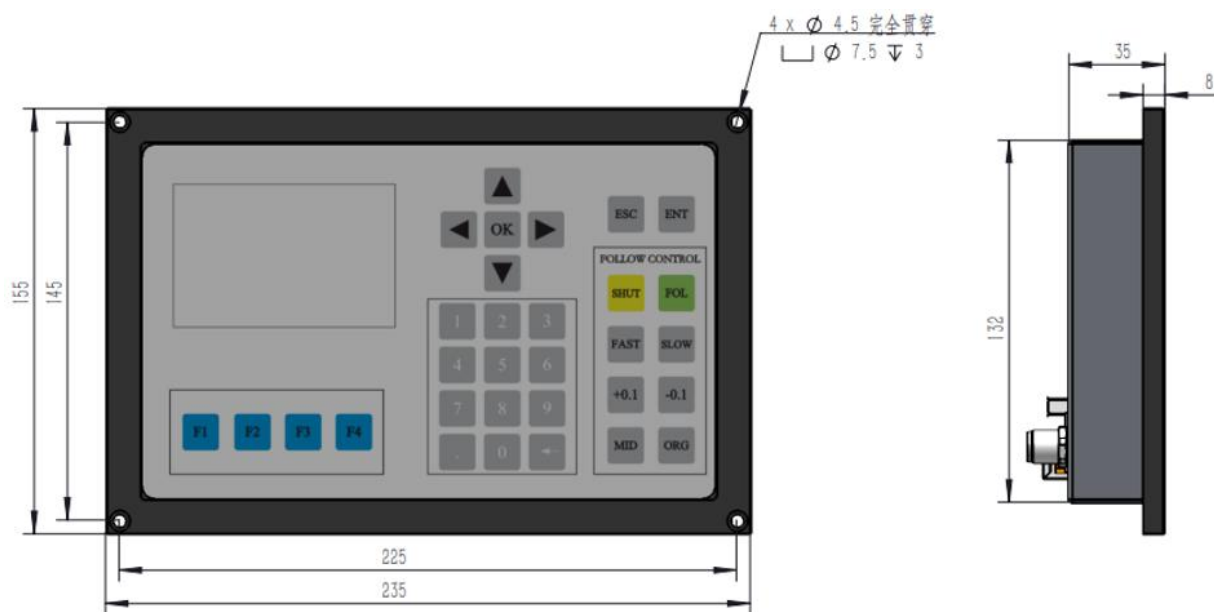 4 x Ø 4.5 完全贯穿
⌴ Ø 7.5 ↧ 3
35
8
155
145
132
OK
ESC ENT
FOLLOW CONTROL
SHUT FOL
1 2 3
FAST SLOW
4 5 6
+0.1 -0.1
7 8 9
F1 F2 F3 F4
MID ORG
. 0 ←
225
235